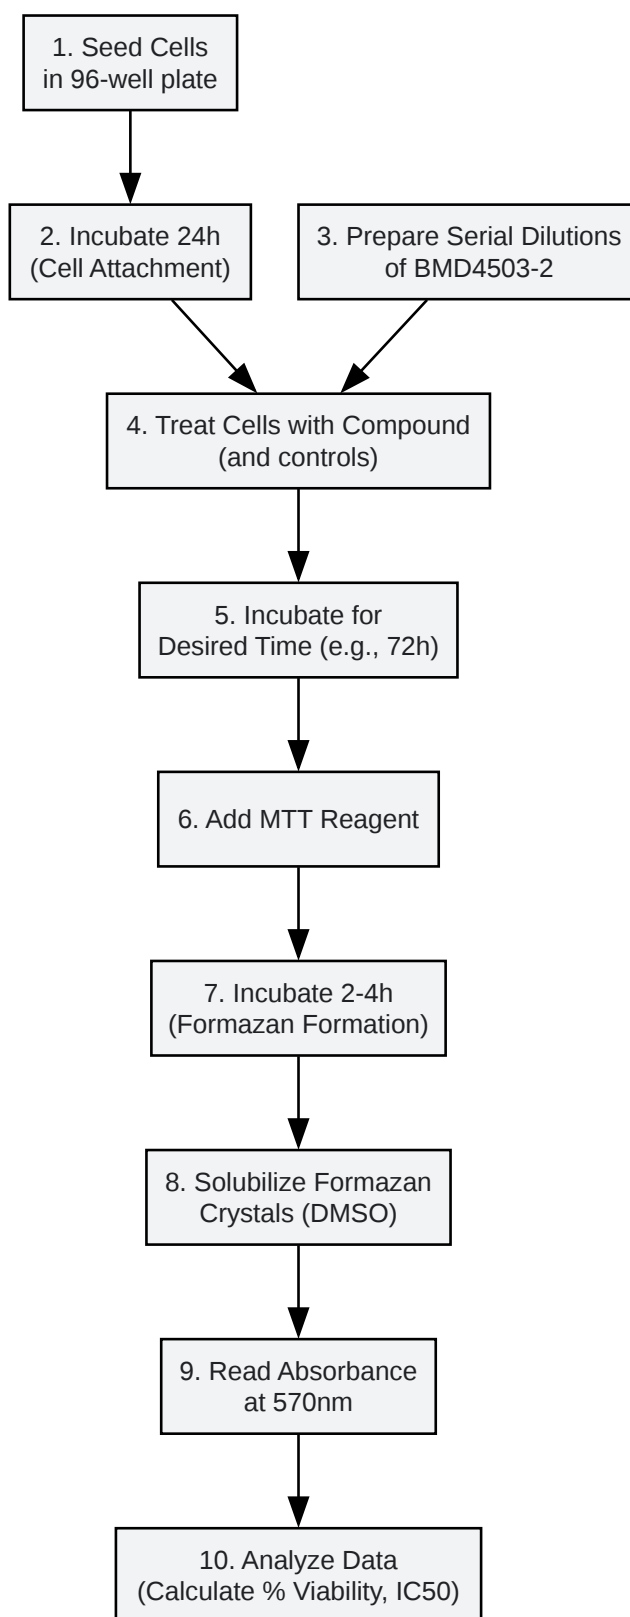 1. Seed Cells
in 96-well plate
2. Incubate 24h
(Cell Attachment)
3. Prepare Serial Dilutions
of BMD4503-2
4. Treat Cells with Compound
(and controls)
5. Incubate for
Desired Time (e.g., 72h)
6. Add MTT Reagent
7. Incubate 2-4h
(Formazan Formation)
8. Solubilize Formazan
Crystals (DMSO)
9. Read Absorbance
at 570nm
10. Analyze Data
(Calculate % Viability, IC50)